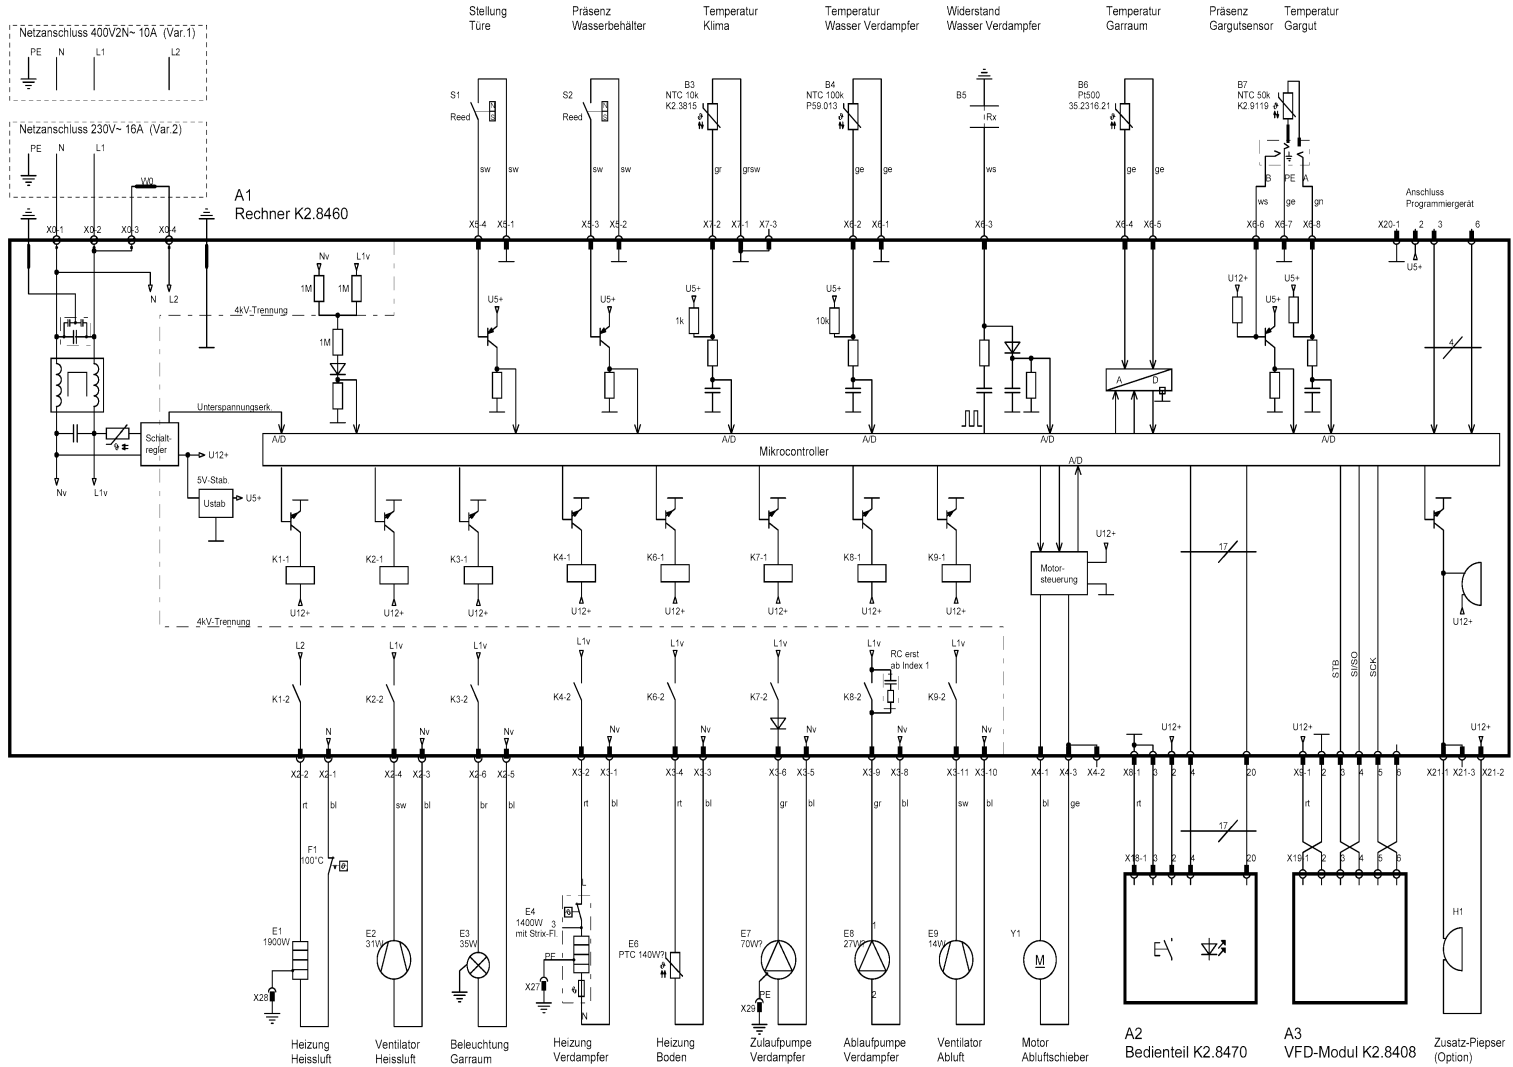 Stellung
Türe
Präsenz
Wasserbehälter
Temperatur
Klima
Temperatur
Wasser Verdampfer
Widerstand
Wasser Verdampfer
Temperatur
Garraum
Präsenz
Gargutsensor
Temperatur
Gargut
Netzanschluss 400V2N~ 10A (Var.1)
PE N L1 L2
Netzanschluss 230V~ 16A (Var.2)
PE N L1
W0
A1
Rechner K2.8460
S1
Reed
S2
Reed
B3
NTC 10k
K2.3815
B4
NTC 100k
P59.013
B5
Rx
B6
Pt500
35.2316.21
B7
NTC 50k
K2.9119
sw sw sw sw gr grsw ge ge ws ge ge
B PE A
ws ge gn
Anschluss
Programmiergerät
X0-1 X0-2 X0-3 X0-4
X5-4 X5-1 X5-3 X5-2 X7-2 X7-1 X7-3 X6-2 X6-1 X6-3 X6-4 X6-5 X6-6 X6-7 X6-8 X20-1 2 3 6
U5+
N L2
Nv L1v
1M 1M
4kV-Trennung
1M
U5+ U5+ U5+ U5+ U12+ U5+ U5+
1k 10k
4
A D
Unterspannungserk.
Schalt-
regler
U12+
5V-Stab.
Ustab
U5+
Nv L1v
A/D A/D A/D A/D A/D
Mikrocontroller
A/D
K1-1 K2-1 K3-1 K4-1 K6-1 K7-1 K8-1 K9-1
U12+ U12+ U12+ U12+ U12+ U12+ U12+ U12+
Motor-
steuerung
U12+
17
U12+
4kV-Trennung
L2 L1v L1v L1v L1v L1v L1v L1v
RC erst
ab Index 1
K1-2 K2-2 K3-2 K4-2 K6-2 K7-2 K8-2 K9-2
STB SI/SO SCK
N Nv Nv Nv Nv Nv Nv Nv
U12+ U12+ U12+
X2-2 X2-1 X2-4 X2-3 X2-6 X2-5 X3-2 X3-1 X3-4 X3-3 X3-6 X3-5 X3-9 X3-8 X3-11 X3-10 X4-1 X4-3 X4-2 X8-1 3 2 4 20 X9-1 2 3 4 5 6 X21-1 X21-3 X21-2
rt bl sw bl br bl rt bl rt bl gr bl gr bl sw bl bl ge rt rt
17
F1
100°C
X18-1 3 2 4 20
X19-1 2 3 4 5 6
L
E4
1400W
mit Strix-Fl.
3
PE
X27
N
E1
1900W
X28
E2
31W
E3
35W
E6
PTC 140W?
E7
70W?
PE
X29
1
E8
27W?
2
E9
14W
Y1
M
H1
Heizung
Heissluft
Ventilator
Heissluft
Beleuchtung
Garraum
Heizung
Verdampfer
Heizung
Boden
Zulaufpumpe
Verdampfer
Ablaufpumpe
Verdampfer
Ventilator
Abluft
Motor
Abluftschieber
A2
Bedienteil K2.8470
A3
VFD-Modul K2.8408
Zusatz-Piepser
(Option)